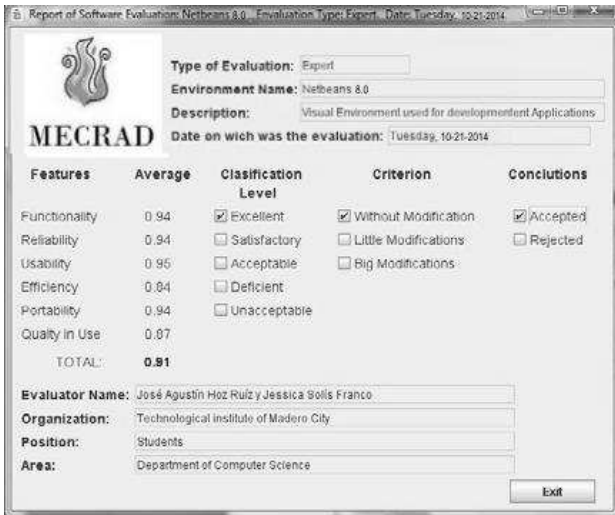 Report of Software Evaluation: Netbeans 8.0 Envaluation Type: Expert Date: Tuesday, 10-21-2014
MECRAD
Type of Evaluation: Expert
Environment Name: Netbeans 8.0
Description: Visual Environment used for developmentent Applications
Date on wich was the evaluation: Tuesday, 10-21-2014
Features Average Clasification Level Criterion Conclutions
Functionality 0.94 Excellent Without Modification Accepted
Reliability 0.94 Satisfactory Little Modifications Rejected
Usability 0.95 Acceptable Big Modifications
Efficiency 0.84 Deficient
Portability 0.94 Unacceptable
Qualty in Use 0.87
TOTAL: 0.91
Evaluator Name: José Agustín Hoz Ruíz y Jessica Solís Franco
Organization: Technological institute of Madero City
Position: Students
Area: Department of Computer Science
Exit